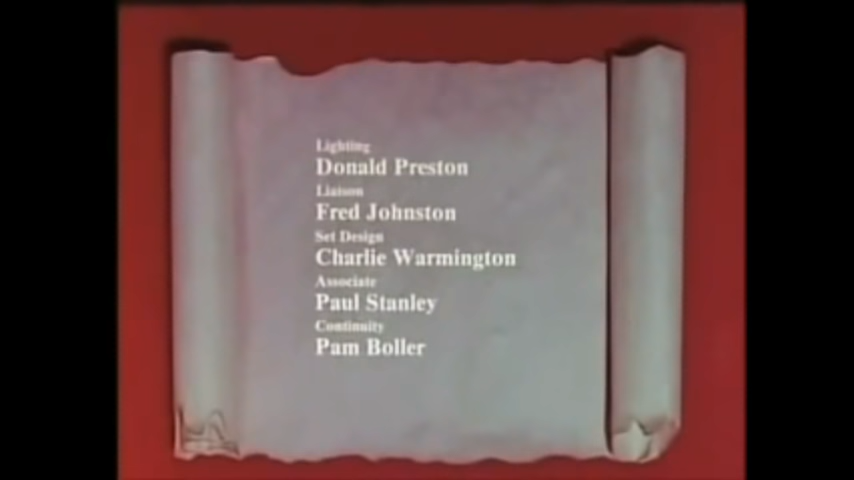 Lighting
Donald Preston
Liaison
Fred Johnston
Set Design
Charlie Warmington
Associate
Paul Stanley
Continuity
Pam Boller